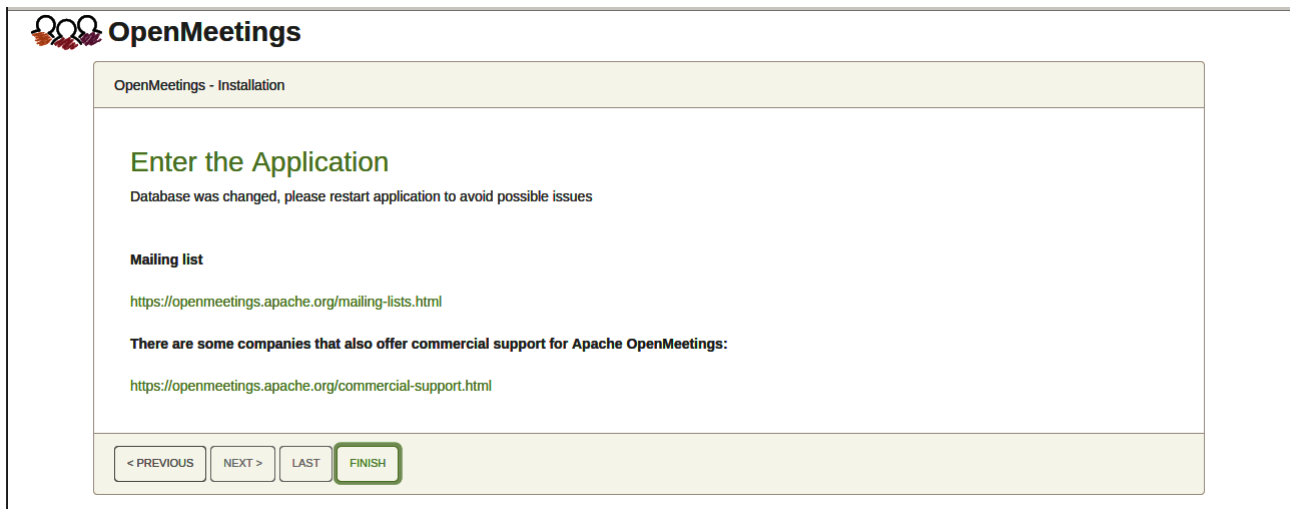 OpenMeetings
OpenMeetings - Installation
Enter the Application
Database was changed, please restart application to avoid possible issues
Mailing list
https://openmeetings.apache.org/mailing-lists.html
There are some companies that also offer commercial support for Apache OpenMeetings:
https://openmeetings.apache.org/commercial-support.html
< PREVIOUS NEXT > LAST FINISH